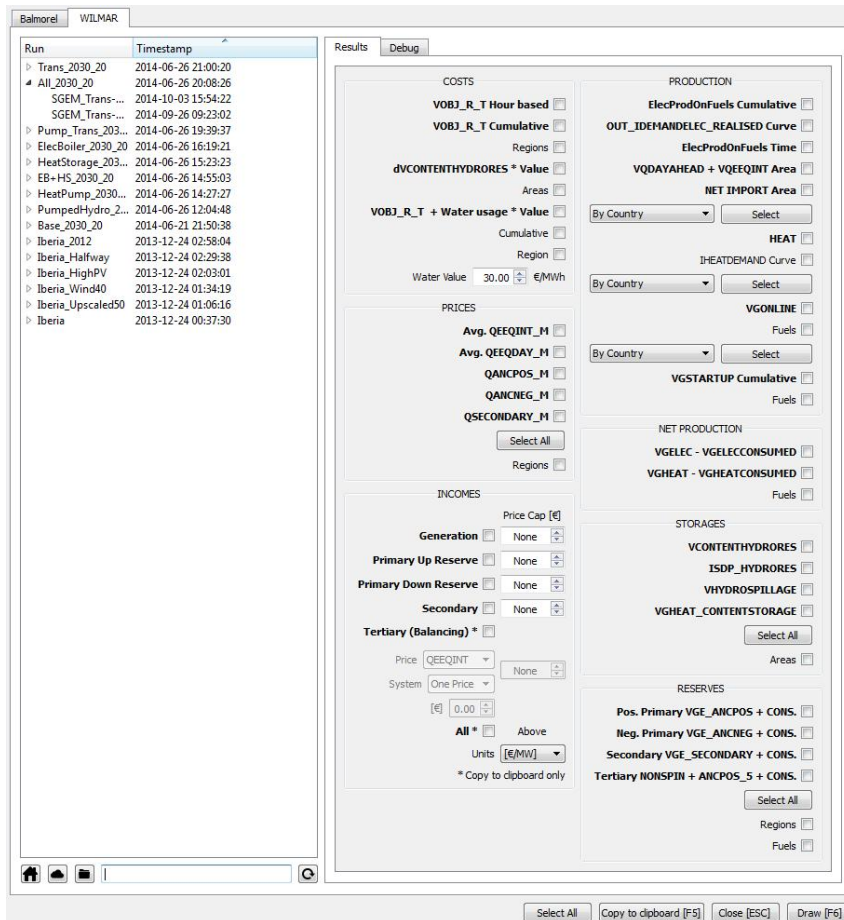 Balmorel WILMAR
Run Timestamp
Trans_2030_20 2014-06-26 21:00:20
All_2030_20 2014-06-26 20:08:26
SGEM_Trans-... 2014-10-03 15:54:22
SGEM_Trans-... 2014-09-26 09:23:02
Pump_Trans_203... 2014-06-26 19:39:37
ElecBoiler_2030_20 2014-06-26 16:19:21
HeatStorage_203... 2014-06-26 15:23:23
EB+HS_2030_20 2014-06-26 14:55:03
HeatPump_2030... 2014-06-26 14:27:27
PumpedHydro_2... 2014-06-26 12:04:48
Base_2030_20 2014-06-21 21:50:38
Iberia_2012 2013-12-24 02:58:04
Iberia_Halfway 2013-12-24 02:29:38
Iberia_HighPV 2013-12-24 02:03:01
Iberia_Wind40 2013-12-24 01:34:19
Iberia_Upscaled50 2013-12-24 01:06:16
Iberia 2013-12-24 00:37:30
Results Debug
COSTS
VOBJ_R_T Hour based
VOBJ_R_T Cumulative
Regions
dVCONTENTHYDRORES * Value
Areas
VOBJ_R_T + Water usage * Value
Cumulative
Region
Water Value 30.00 €/MWh
PRICES
Avg. QEEQINT_M
Avg. QEEQDAY_M
QANCPOS_M
QANCNEG_M
QSECONDARY_M
Select All
Regions
INCOMES
Price Cap [€]
Generation None
Primary Up Reserve None
Primary Down Reserve None
Secondary None
Tertiary (Balancing) *
Price QEEQINT
None
System One Price
[€] 0.00
All * Above
Units [€/MW]
* Copy to clipboard only
PRODUCTION
ElecProdOnFuels Cumulative
OUT_IDEMANDELEC_REALISED Curve
ElecProdOnFuels Time
VQDAYAHEAD + VQEEQINT Area
NET IMPORT Area
By Country Select
HEAT
IHEATDEMAND Curve
By Country Select
VGONLINE
Fuels
By Country Select
VGSTARTUP Cumulative
Fuels
NET PRODUCTION
VGELEC - VGELECCONSUMED
VGHEAT - VGHEATCONSUMED
Fuels
STORAGES
VCONTENTHYDRORES
ISDP_HYDRORES
VHYDROSPILLAGE
VGHEAT_CONTENTSTORAGE
Select All
Areas
RESERVES
Pos. Primary VGE_ANCPOS + CONS.
Neg. Primary VGE_ANCNEG + CONS.
Secondary VGE_SECONDARY + CONS.
Tertiary NONSPIN + ANCPOS_5 + CONS.
Select All
Regions
Fuels
Select All Copy to clipboard [F5] Close [ESC] Draw [F6]